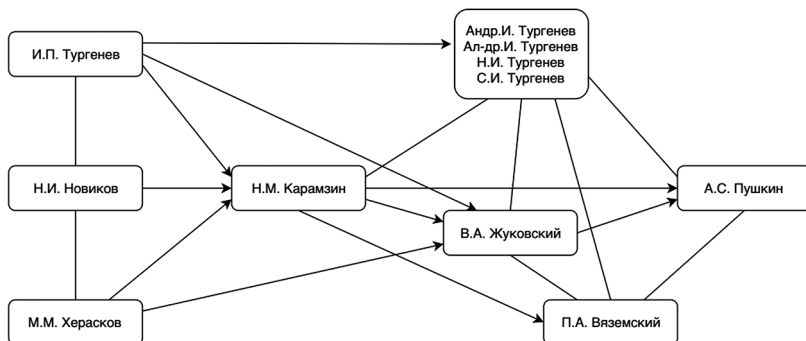 И.П. Тургенев
Андр.И. Тургенев
Ал-др.И. Тургенев
Н.И. Тургенев
С.И. Тургенев
Н.И. Новиков
Н.М. Карамзин
А.С. Пушкин
В.А. Жуковский
М.М. Херасков
П.А. Вяземский